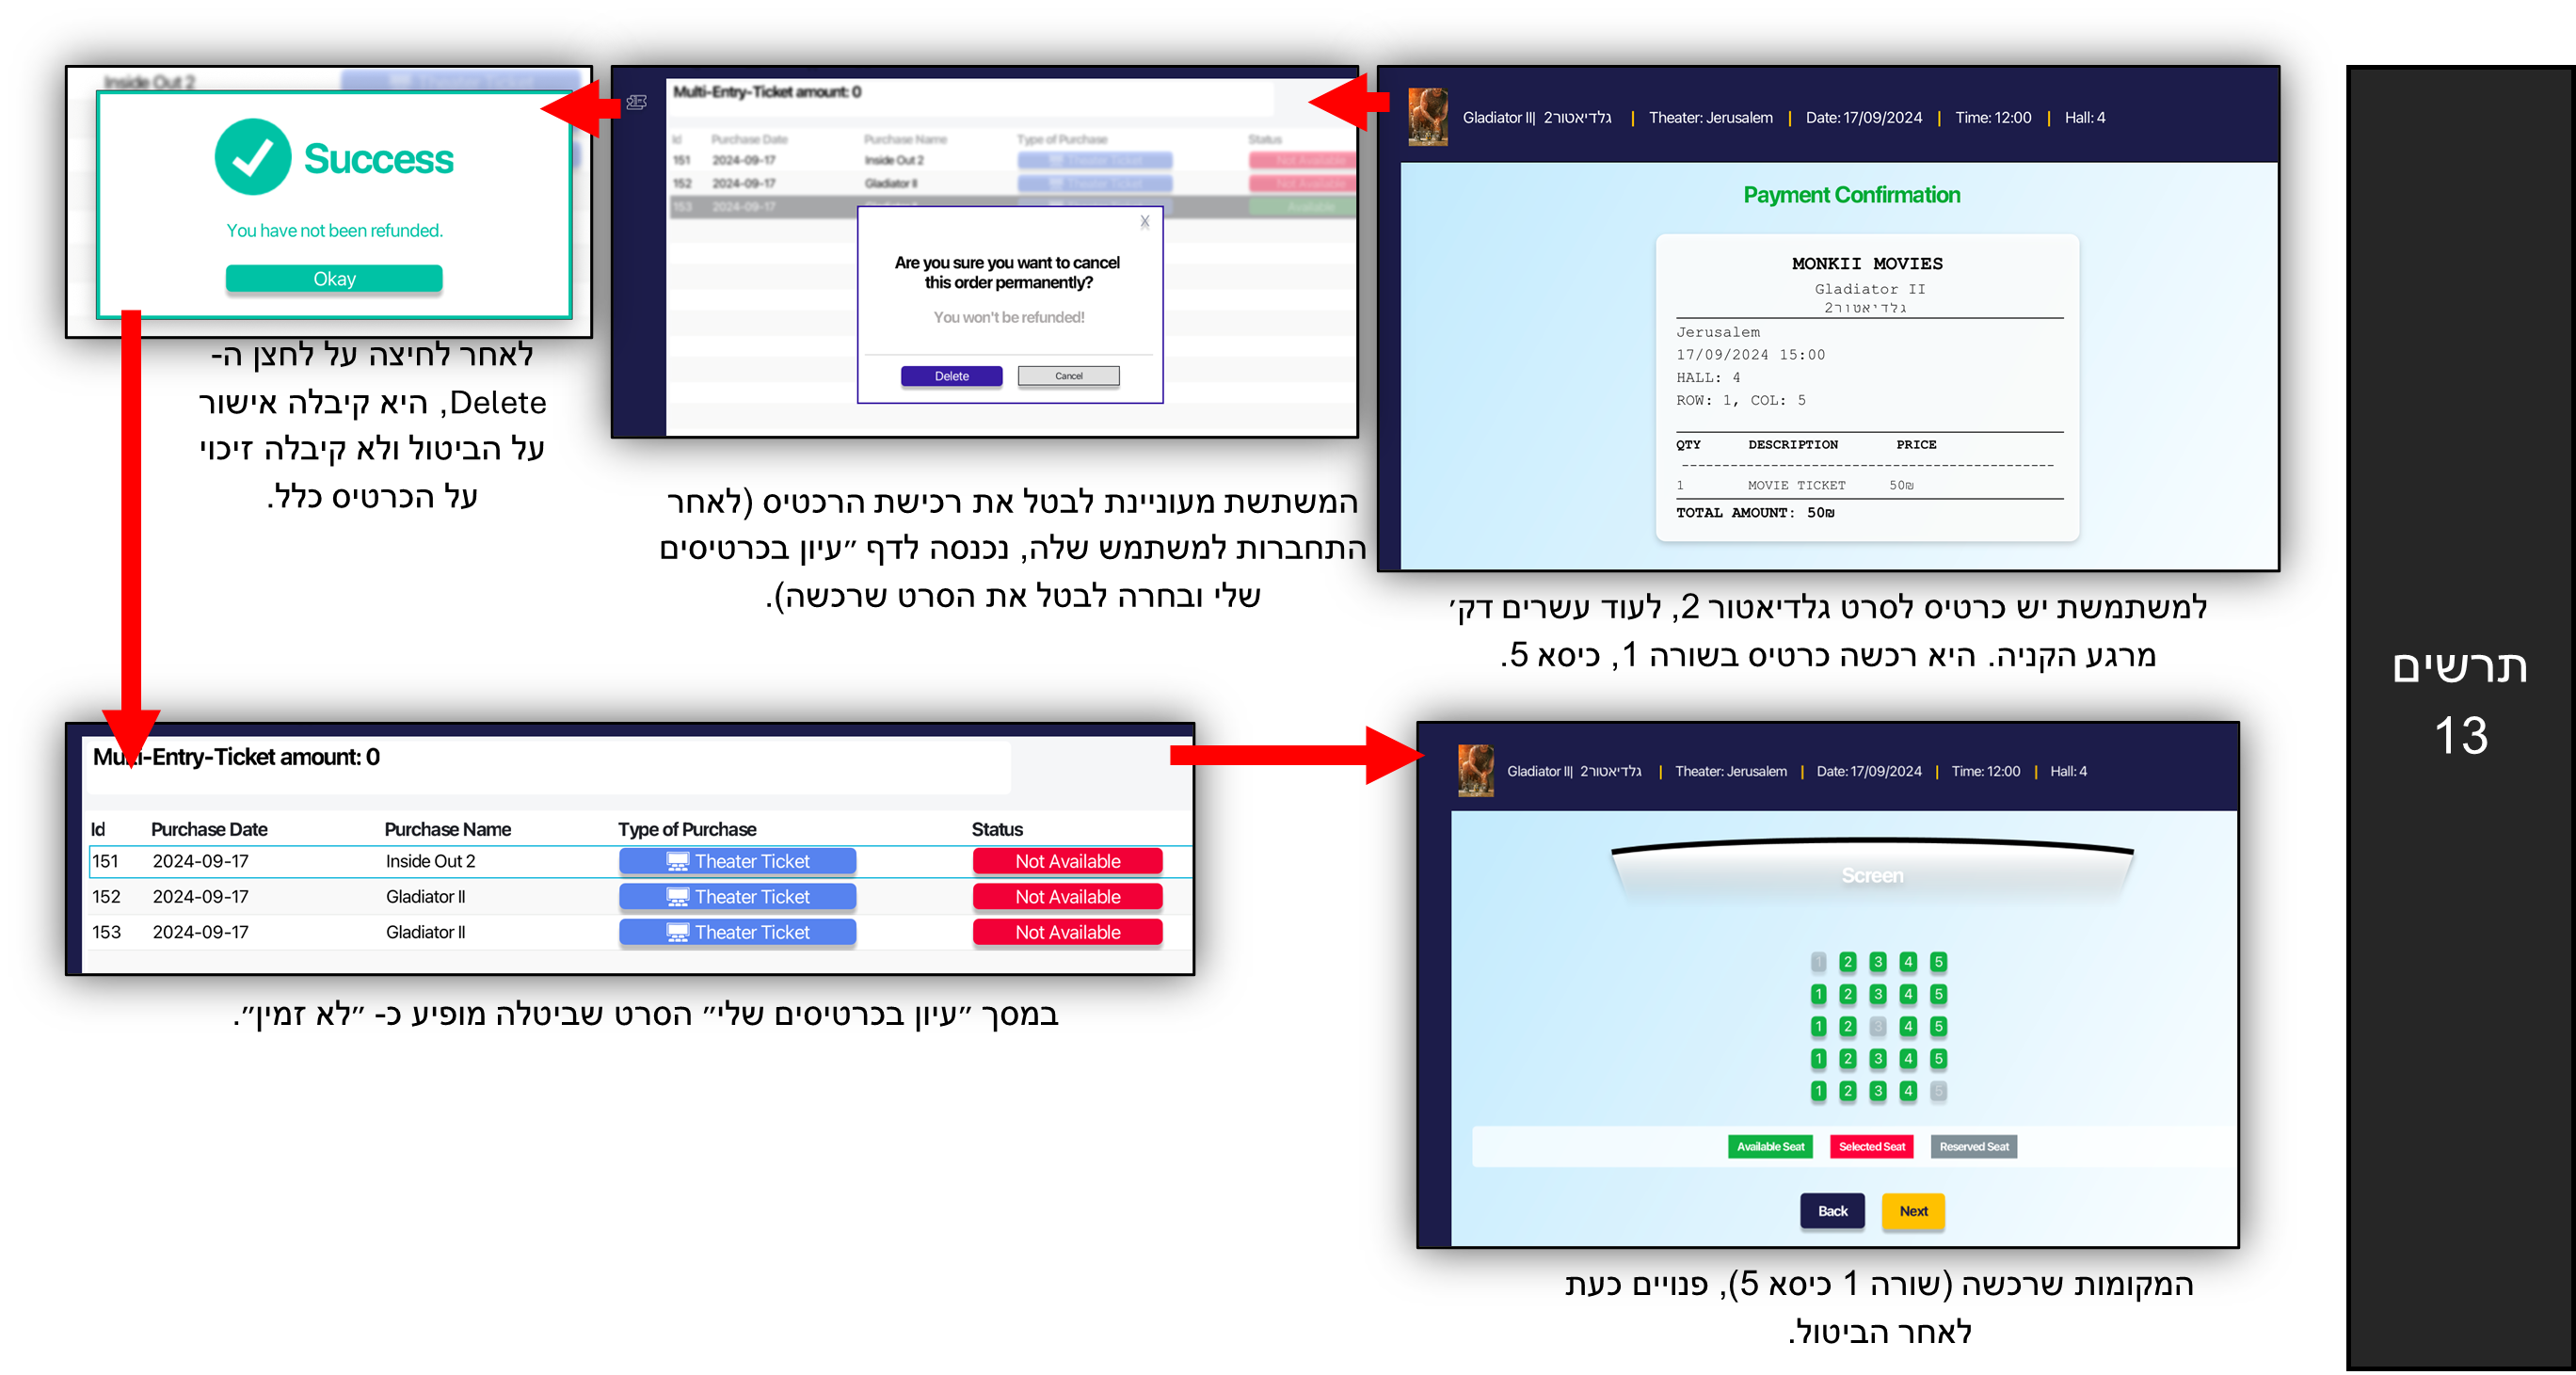 תרשים
13
Gladiator II| גלדיאטור2 | Theater: Jerusalem | Date: 17/09/2024 | Time: 12:00 | Hall: 4
Payment Confirmation
MONKII MOVIES
Gladiator II
גלדיאטור2
Jerusalem
17/09/2024 15:00
HALL: 4
ROW: 1, COL: 5
QTY DESCRIPTION PRICE
1 MOVIE TICKET 50₪
TOTAL AMOUNT: 50₪
למשתמשת יש כרטיס לסרט גלדיאטור 2, לעוד עשרים דק׳
מרגע הקניה. היא רכשה כרטיס בשורה 1, כיסא 5.
Multi-Entry-Ticket amount: 0
Id Purchase Date Purchase Name Type of Purchase Status
151 2024-09-17 Inside Out 2 Theater Ticket Not Available
152 2024-09-17 Gladiator II Theater Ticket Not Available
153 2024-09-17 Gladiator II Available
X
Are you sure you want to cancel
this order permanently?
You won't be refunded!
Delete Cancel
המשתשת מעוניינת לבטל את רכישת הרכטיס (לאחר
התחברות למשתמש שלה, נכנסה לדף ״עיון בכרטיסים
שלי ובחרה לבטל את הסרט שרכשה).
Inside Out 2 Theater Ticket
Success
You have not been refunded.
Okay
לאחר לחיצה על לחצן ה-
Delete, היא קיבלה אישור
על הביטול ולא קיבלה זיכוי
על הכרטיס כלל.
Multi-Entry-Ticket amount: 0
Id Purchase Date Purchase Name Type of Purchase Status
151 2024-09-17 Inside Out 2 Theater Ticket Not Available
152 2024-09-17 Gladiator II Theater Ticket Not Available
153 2024-09-17 Gladiator II Theater Ticket Not Available
במסך ״עיון בכרטיסים שלי״ הסרט שביטלה מופיע כ- ״לא זמין״.
Gladiator II| גלדיאטור2 | Theater: Jerusalem | Date: 17/09/2024 | Time: 12:00 | Hall: 4
Screen
1 2 3 4 5
1 2 3 4 5
1 2 3 4 5
1 2 3 4 5
1 2 3 4 5
Available Seat Selected Seat Reserved Seat
Back Next
המקומות שרכשה (שורה 1 כיסא 5), פנויים כעת
לאחר הביטול.